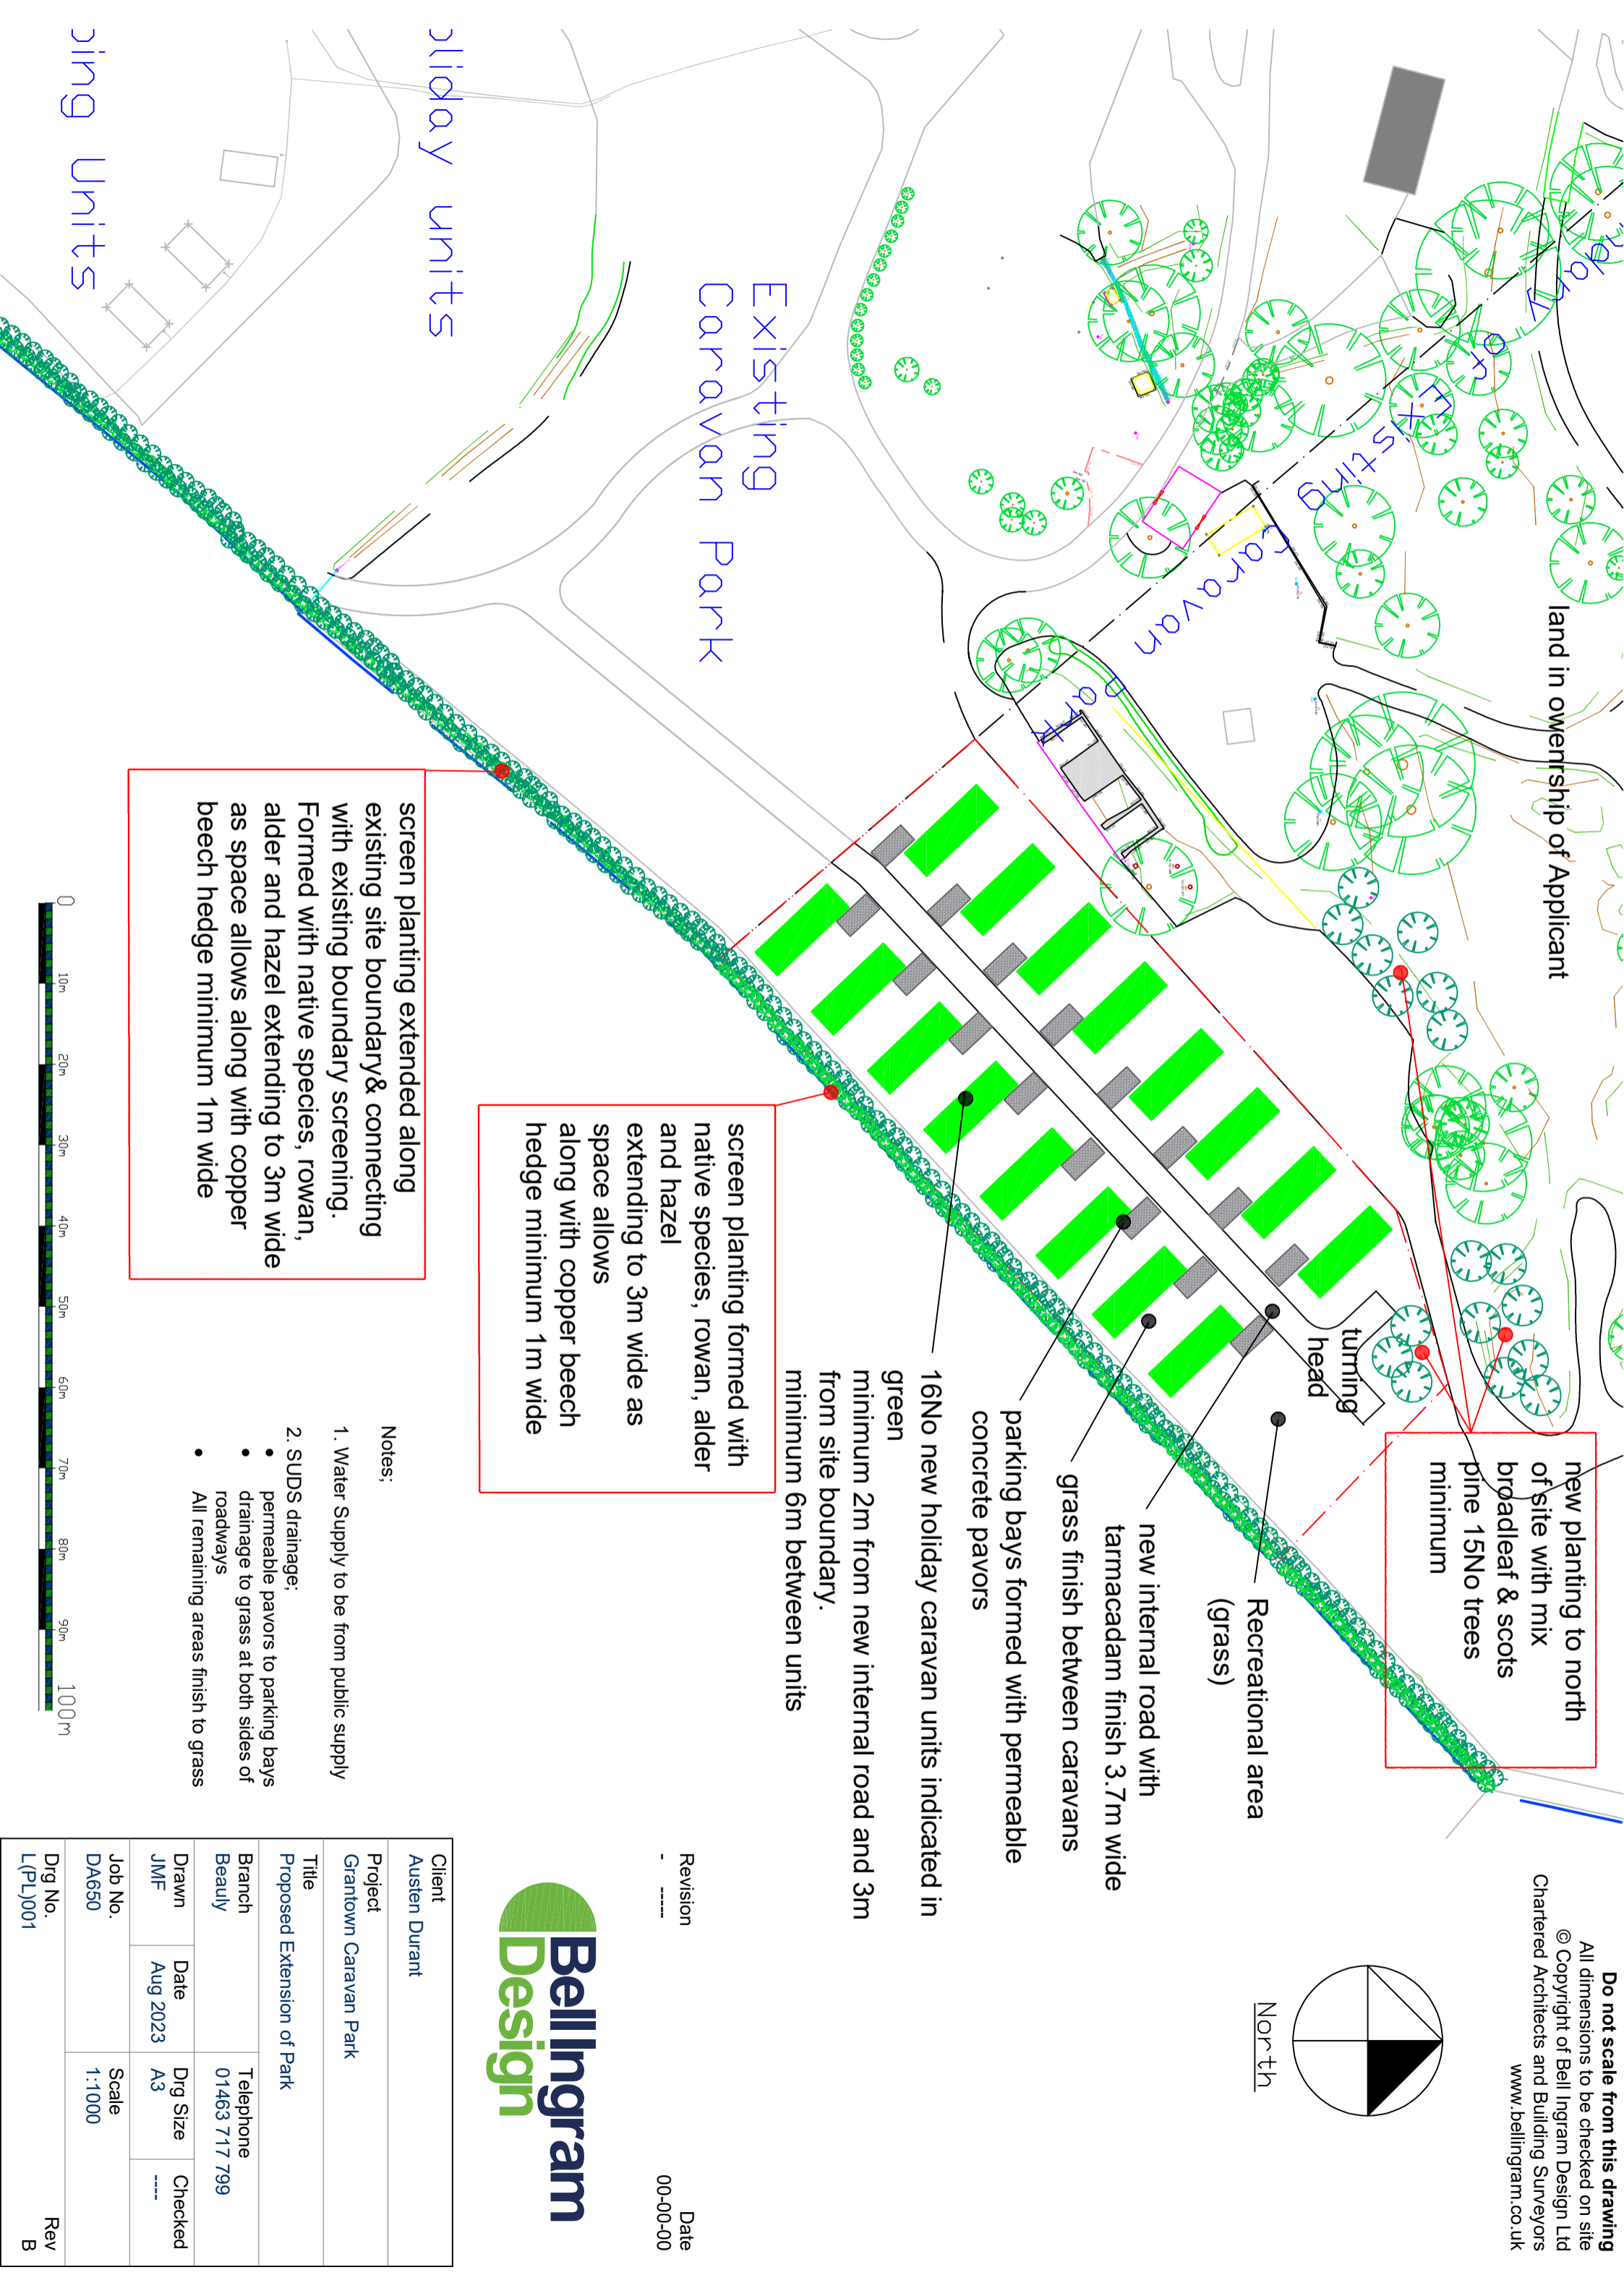 Do not scale from this drawing
All dimensions to be checked on site
© Copyright of Bell Ingram Design Ltd
Chartered Architects and Building Surveyors
www.bellingram.co.uk
North
land in owenrship of Applicant
Existing
Caravan Park
Existing
Caravan
Park
units
Units
turning
head
new planting to north
of site with mix
broadleaf & scots
pine 15No trees
minimum
Recreational area
(grass)
new internal road with
tarmacadam finish 3.7m wide
grass finish between caravans
parking bays formed with permeable
concrete pavors
16No new holiday caravan units indicated in
green
minimum 2m from new internal road and 3m
from site boundary.
minimum 6m between units
screen planting formed with
native species, rowan, alder
and hazel
extending to 3m wide as
space allows
along with copper beech
hedge minimum 1m wide
screen planting extended along
existing site boundary& connecting
with existing boundary screening.
Formed with native species, rowan,
alder and hazel extending to 3m wide
as space allows along with copper
beech hedge minimum 1m wide
Notes;
1. Water Supply to be from public supply
2. SUDS drainage;
• permeable pavors to parking bays
• drainage to grass at both sides of
roadways
• All remaining areas finish to grass
0 10m 20m 30m 40m 50m 60m 70m 80m 90m 100m
Revision Date
- ----- 00-00-00
Bell Ingram
Design
Client
Austen Durant
Project
Grantown Caravan Park
Title
Proposed Extension of Park
Branch Telephone
Beauly 01463 717 799
Drawn Date Drg Size Checked
JMF Aug 2023 A3 ----
Job No. Scale
DA650 1:1000
Drg No. Rev
L(PL)001 B